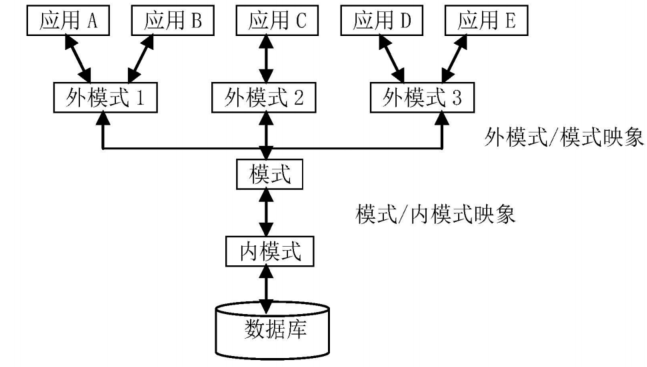 应用 A 应用 B 应用 C 应用 D 应用 E
外模式 1 外模式 2 外模式 3
外模式/模式映象
模式
模式/内模式映象
内模式
数据库